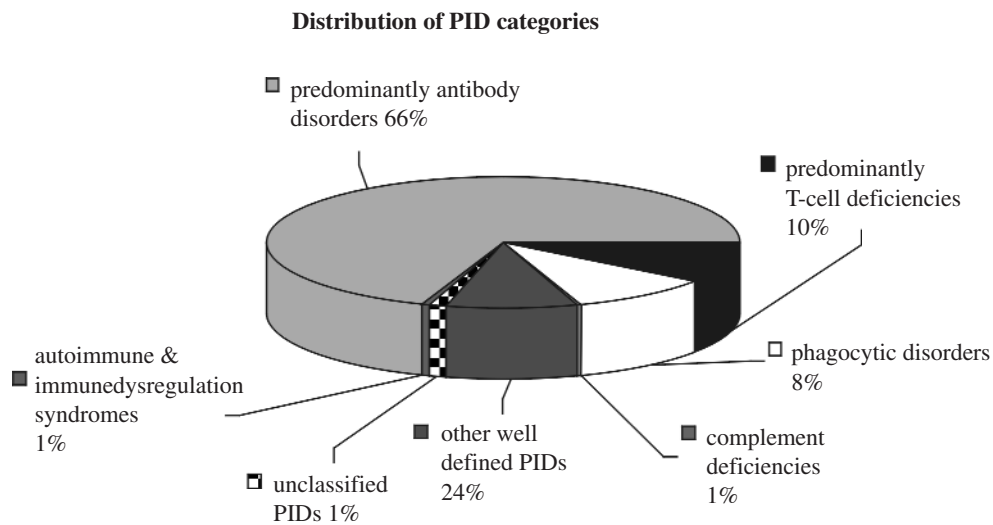 Distribution of PID categories
predominantly antibody
disorders 66%
predominantly
T-cell deficiencies
10%
phagocytic disorders
8%
complement
deficiencies
1%
other well
defined PIDs
24%
unclassified
PIDs 1%
autoimmune &
immunedysregulation
syndromes
1%